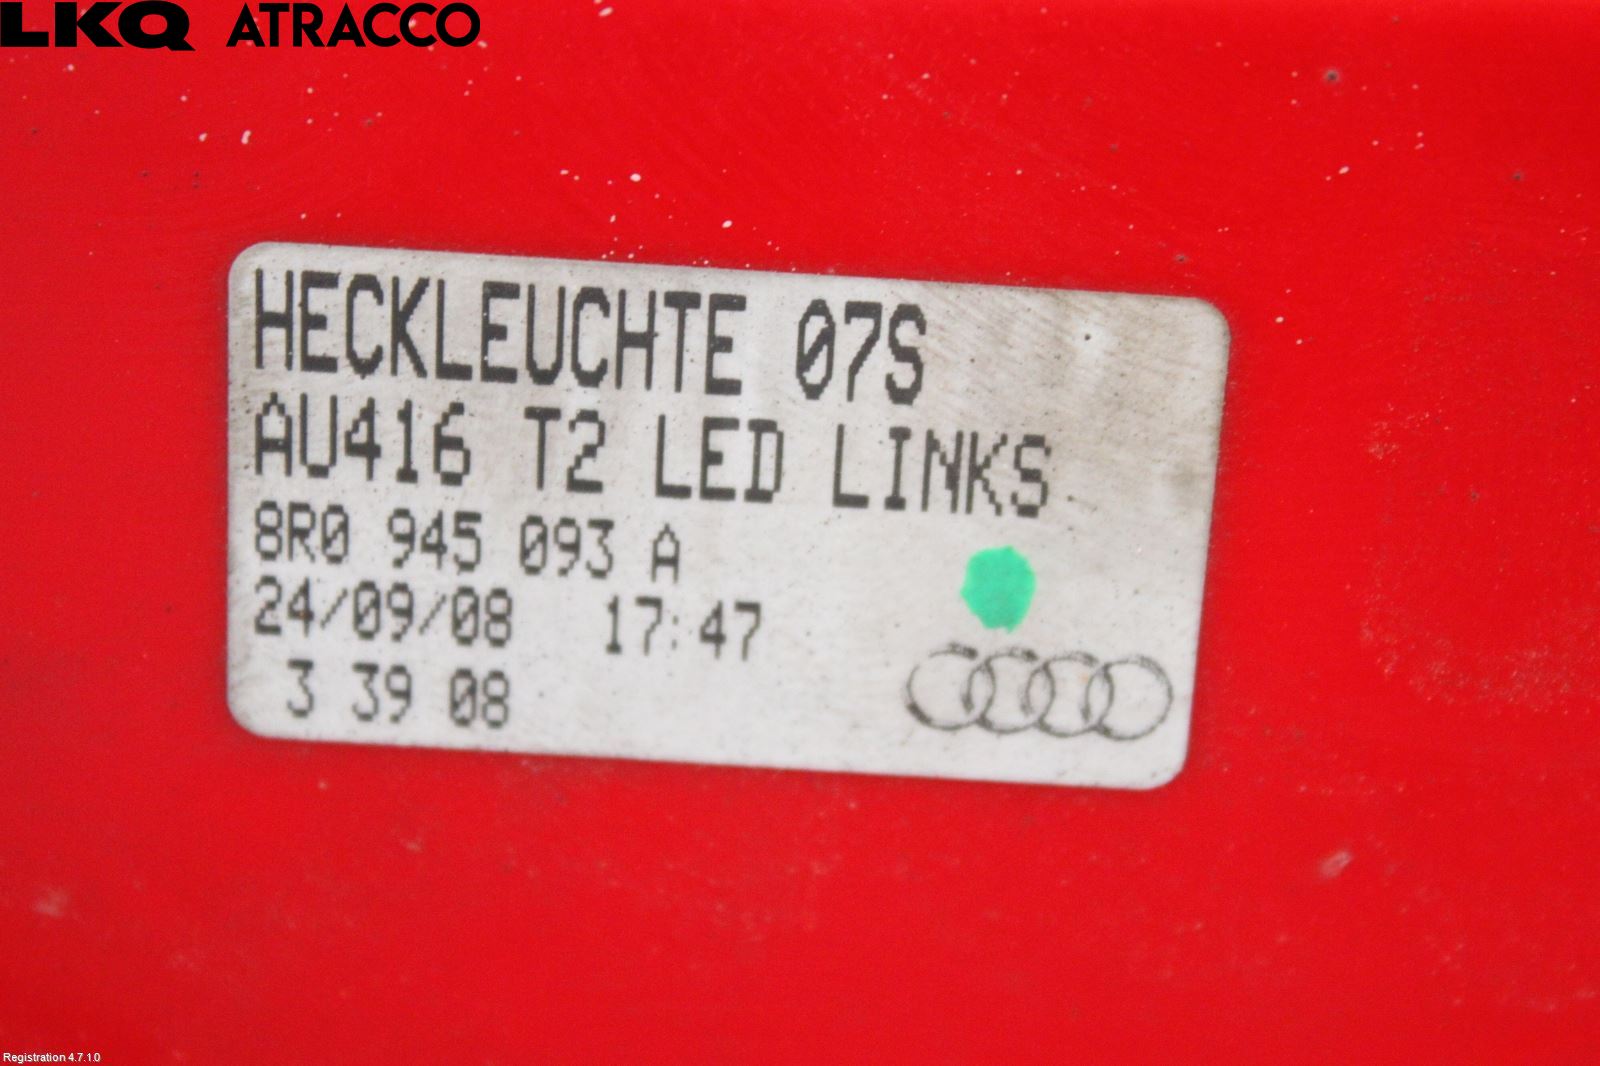 LKQ ATRACCO
HECKLEUCHTE 07S
AU416 T2 LED LINKS
8R0 945 093 A
24/09/08 17:47
3 39 08
Registration 4.7.1.0